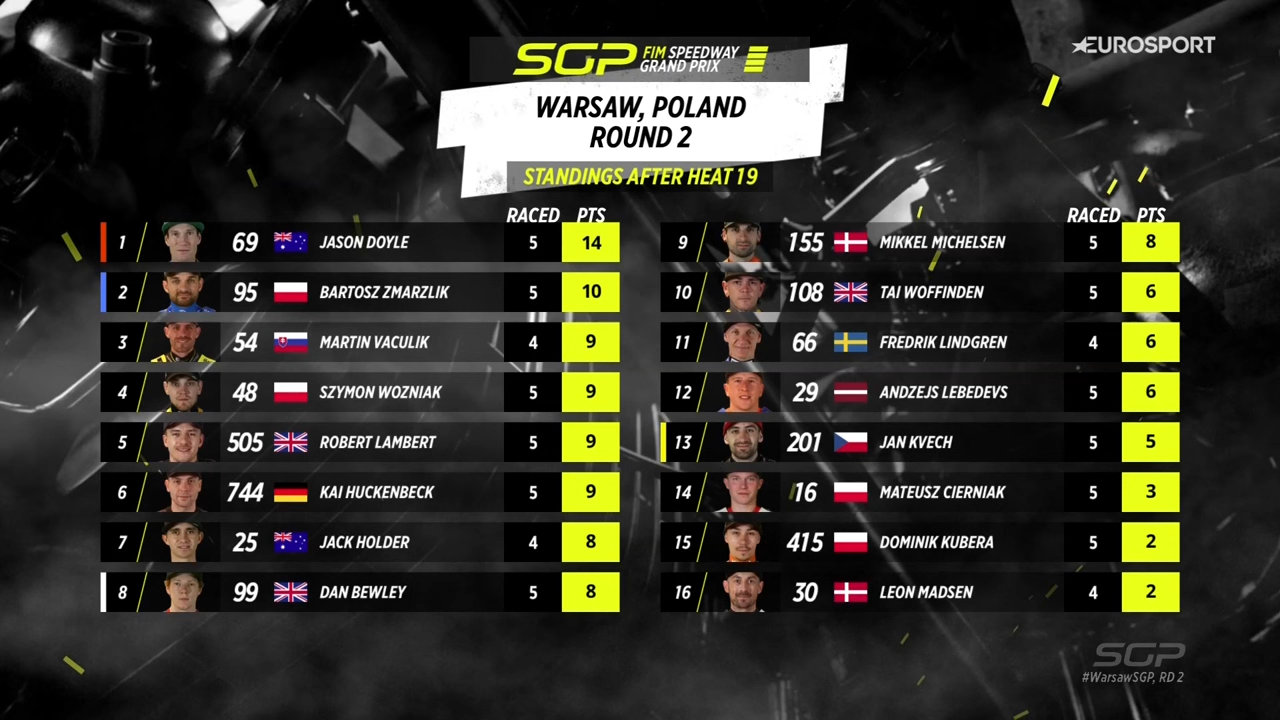 EUROSPORT
SGP FIM SPEEDWAY GRAND PRIX
WARSAW, POLAND
ROUND 2
STANDINGS AFTER HEAT 19
RACED PTS
1 69 JASON DOYLE 5 14
2 95 BARTOSZ ZMARZLIK 5 10
3 54 MARTIN VACULIK 4 9
4 48 SZYMON WOZNIAK 5 9
5 505 ROBERT LAMBERT 5 9
6 744 KAI HUCKENBECK 5 9
7 25 JACK HOLDER 4 8
8 99 DAN BEWLEY 5 8
RACED PTS
9 155 MIKKEL MICHELSEN 5 8
10 108 TAI WOFFINDEN 5 6
11 66 FREDRIK LINDGREN 4 6
12 29 ANDZEJS LEBEDEVS 5 6
13 201 JAN KVECH 5 5
14 16 MATEUSZ CIERNIAK 5 3
15 415 DOMINIK KUBERA 5 2
16 30 LEON MADSEN 4 2
SGP
#WarsawSGP, RD 2